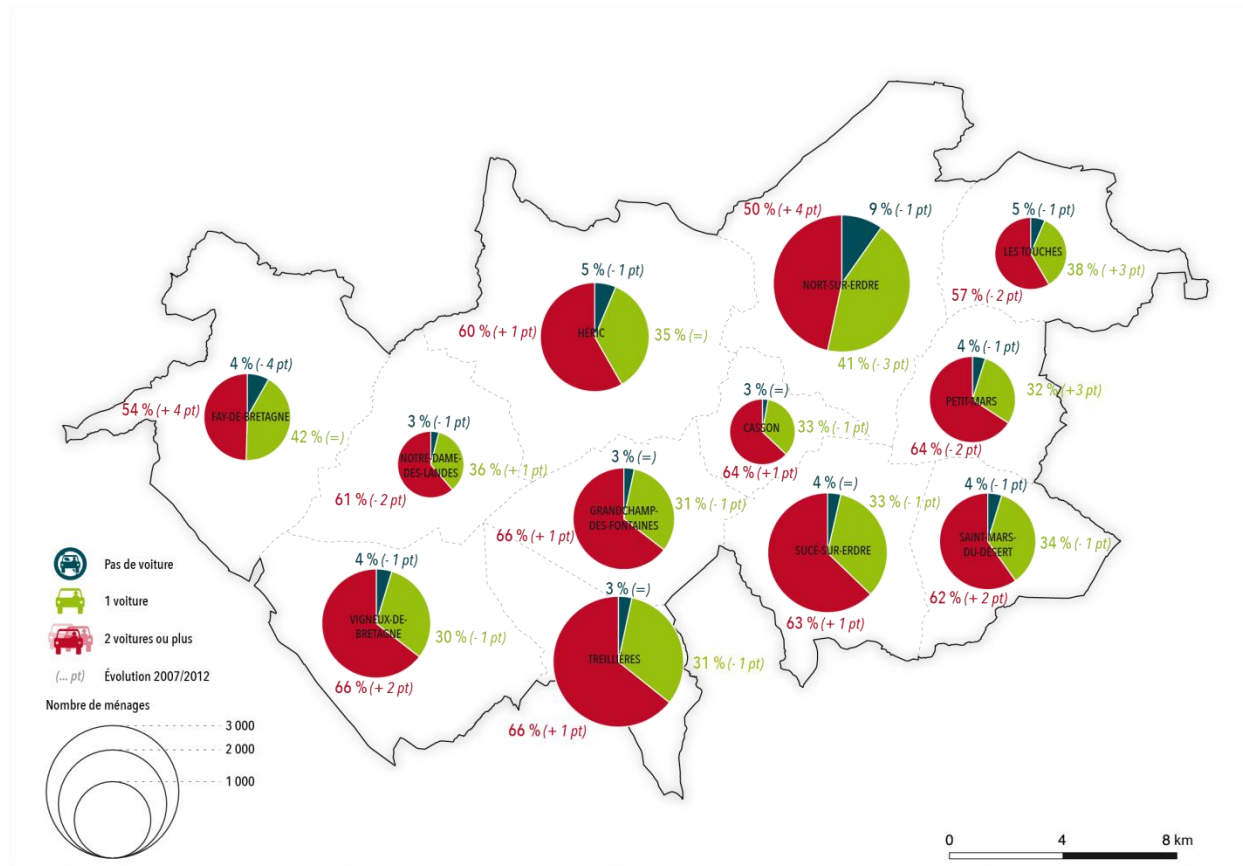 50 % (+ 4 pt)
9 % (- 1 pt)
NORT-SUR-ERDRE
41 % (- 3 pt)
5 % (- 1 pt)
LES TOUCHES
38 % (+3 pt)
57 % (- 2 pt)
5 % (- 1 pt)
60 % (+ 1 pt)
HÉRIC
35 % (=)
4 % (- 4 pt)
54 % (+ 4 pt)
FAY-DE-BRETAGNE
42 % (=)
3 % (- 1 pt)
NOTRE-DAME-
DES-LANDES
36 % (+ 1 pt)
61 % (- 2 pt)
3 % (=)
CASSON
33 % (- 1 pt)
64 % (+1 pt)
4 % (- 1 pt)
32 % (+3 pt)
PETIT-MARS
64 % (- 2 pt)
3 % (=)
31 % (- 1 pt)
GRANDCHAMP-
DES-FONTAINES
66 % (+ 1 pt)
4 % (=)
33 % (- 1 pt)
SUCÉ-SUR-ERDRE
63 % (+ 1 pt)
4 % (- 1 pt)
SAINT-MARS-
DU-DESERT
34 % (- 1 pt)
62 % (+ 2 pt)
4 % (- 1 pt)
VIGNEUX-DE-
BRETAGNE
30 % (- 1 pt)
66 % (+ 2 pt)
3 % (=)
TREILLIÈRES
31 % (- 1 pt)
66 % (+ 1 pt)
Pas de voiture
1 voiture
2 voitures ou plus
(... pt) Évolution 2007/2012
Nombre de ménages
3 000
2 000
1 000
0 4 8 km